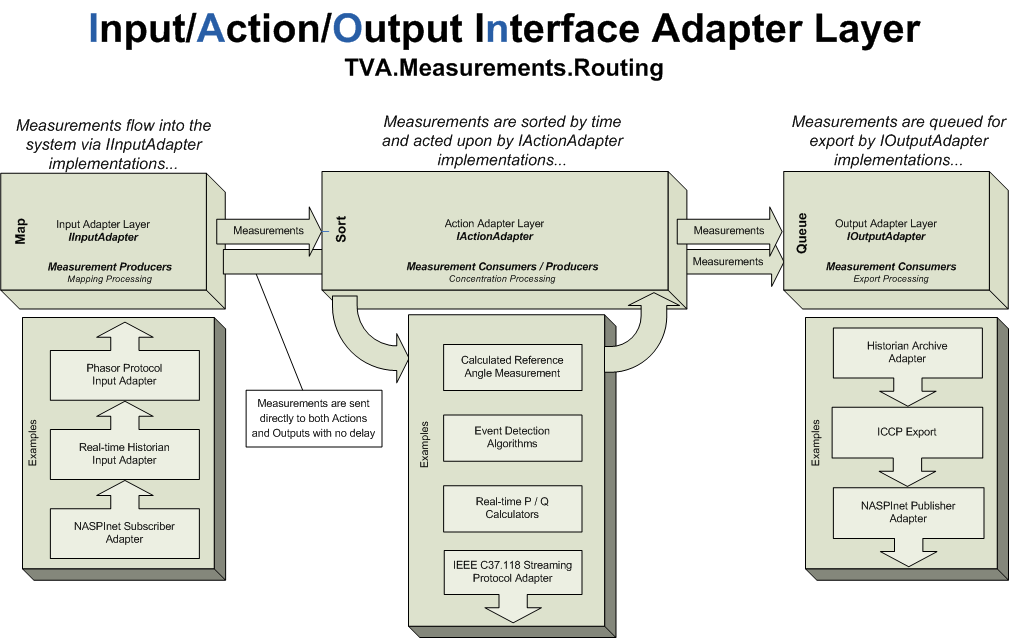 Input/Action/Output Interface Adapter Layer
TVA.Measurements.Routing
Measurements flow into the
system via IInputAdapter
implementations...
Measurements are sorted by time
and acted upon by IActionAdapter
implementations...
Measurements are queued for
export by IOutputAdapter
implementations...
Map
Input Adapter Layer
IInputAdapter
Measurement Producers
Mapping Processing
Measurements
Sort
Action Adapter Layer
IActionAdapter
Measurement Consumers / Producers
Concentration Processing
Measurements
Measurements
Queue
Output Adapter Layer
IOutputAdapter
Measurement Consumers
Export Processing
Examples
Phasor Protocol
Input Adapter
Real-time Historian
Input Adapter
NASPInet Subscriber
Adapter
Measurements are sent
directly to both Actions
and Outputs with no delay
Examples
Calculated Reference
Angle Measurement
Event Detection
Algorithms
Real-time P / Q
Calculators
IEEE C37.118 Streaming
Protocol Adapter
Examples
Historian Archive
Adapter
ICCP Export
NASPInet Publisher
Adapter